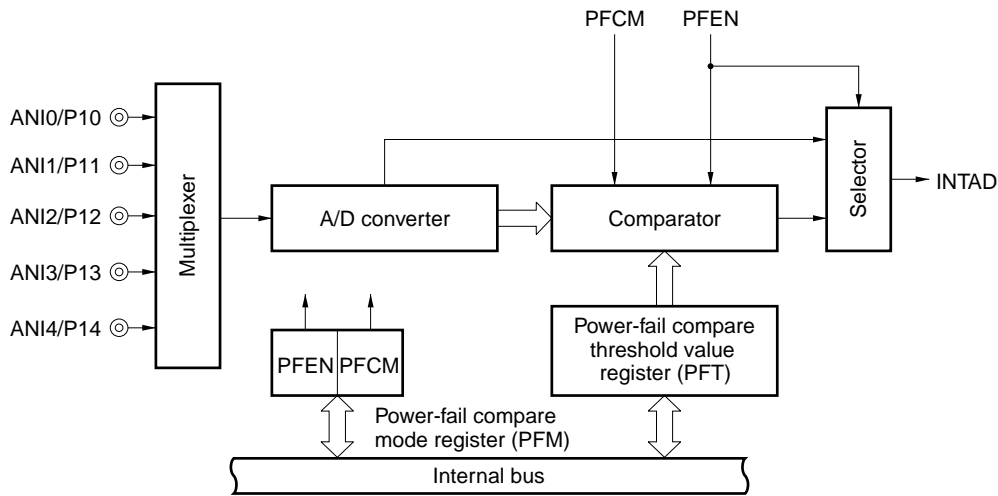 PFCM
PFEN
ANI0/P10
ANI1/P11
ANI2/P12
ANI3/P13
ANI4/P14
Multiplexer
A/D converter
Comparator
Selector
INTAD
PFEN
PFCM
Power-fail compare
threshold value
register (PFT)
Power-fail compare
mode register (PFM)
Internal bus